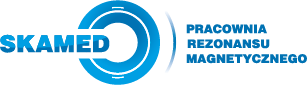 SKAMED
PRACOWNIA
REZONANSU
MAGNETYCZNEGO